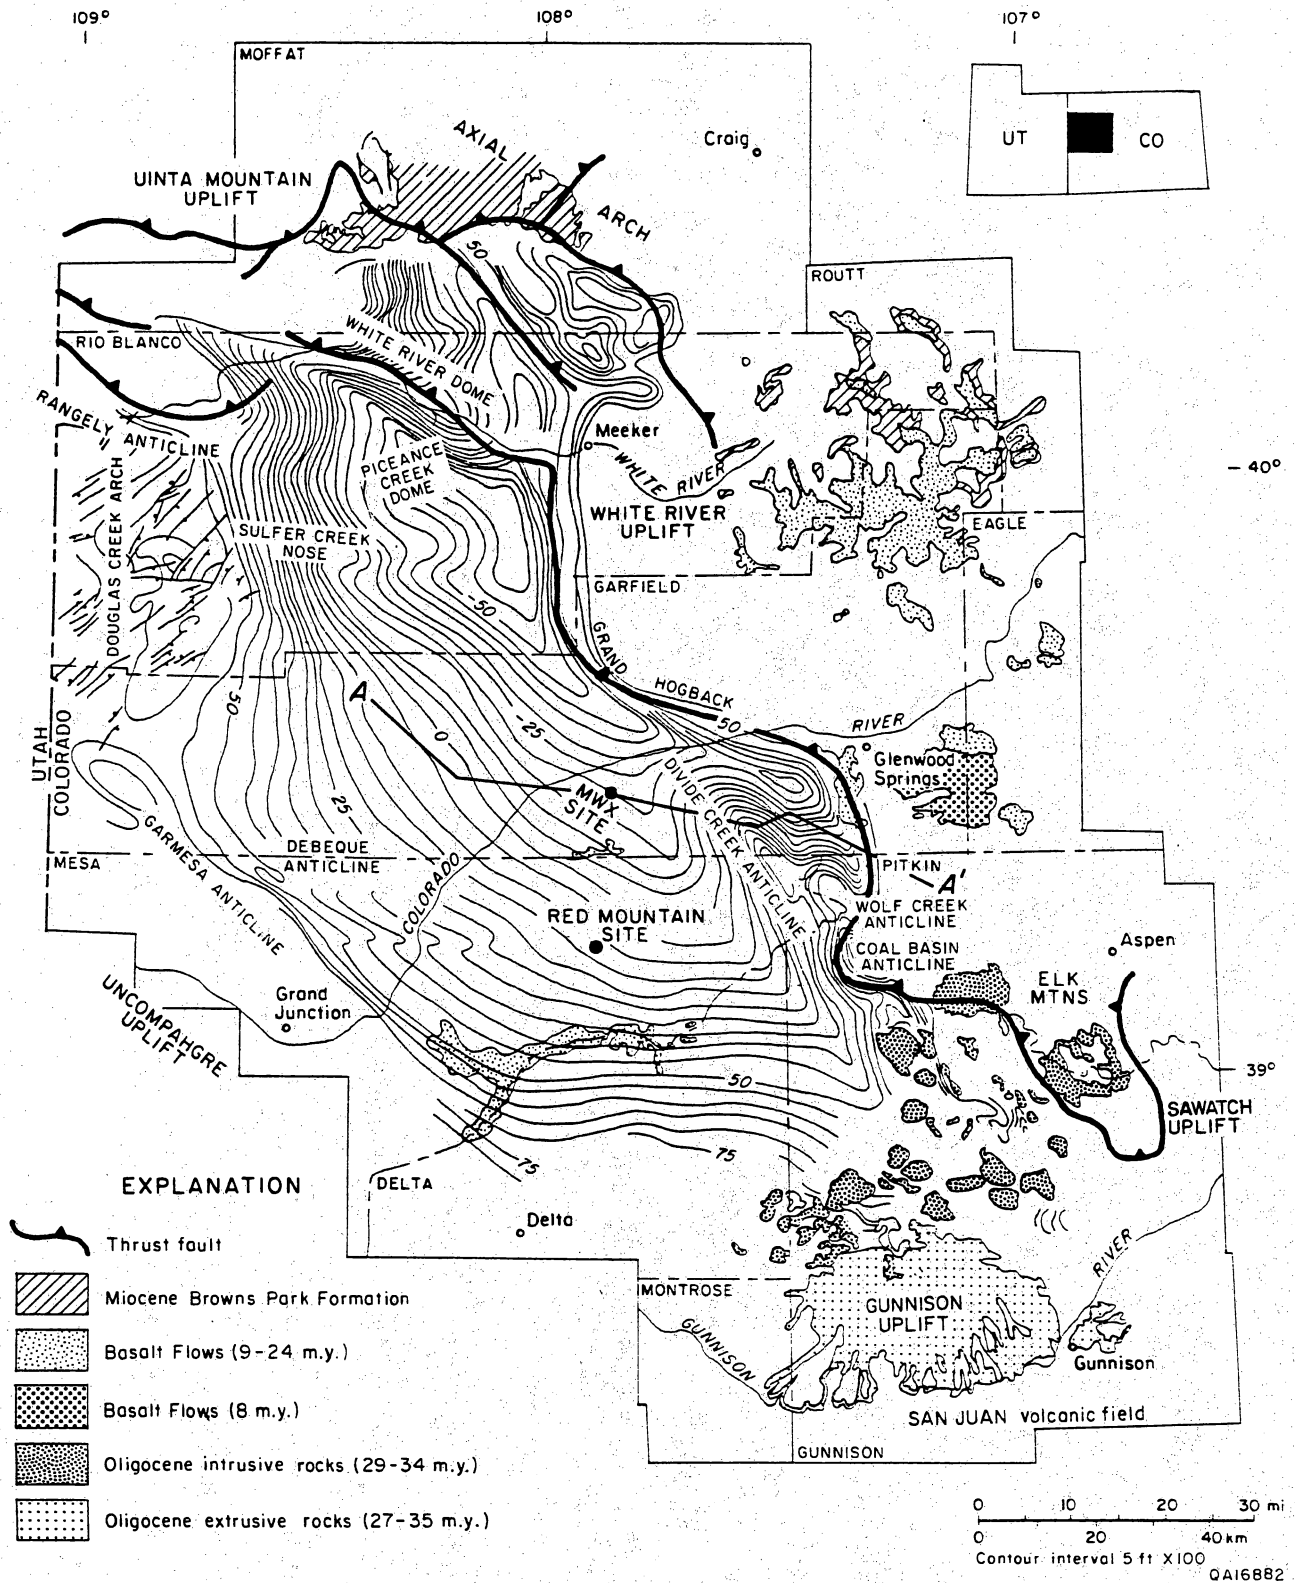 109°
108°
107°
MOFFAT
AXIAL
Craig
UT
CO
UINTA MOUNTAIN
UPLIFT
ARCH
50
ROUTT
RIO BLANCO
WHITE RIVER DOME
RANGELY ANTICLINE
Meeker
PICEANCE
CREEK
DOME
WHITE RIVER
40°
DOUGLAS CREEK ARCH
WHITE RIVER
UPLIFT
EAGLE
SULFER CREEK
NOSE
GARFIELD
-50
GRAND
HOGBACK
A
50
50
RIVER
0
-25
UTAH
COLORADO
Glenwood
Springs
MWX
SITE
DIVIDE CREEK ANTICLINE
25
GARMESA ANTICLINE
DEBEQUE
ANTICLINE
MESA
COLORADO
PITKIN
A'
WOLF CREEK
ANTICLINE
RED MOUNTAIN
SITE
COAL BASIN
ANTICLINE
Aspen
ELK
MTNS
UNCOMPAHGRE
UPLIFT
Grand
Junction
39°
50
SAWATCH
UPLIFT
75
75
DELTA
EXPLANATION
Delta
Thrust fault
RIVER
Miocene Browns Park Formation
MONTROSE
GUNNISON
UPLIFT
GUNNISON
Gunnison
Basalt Flows (9-24 m.y.)
Basalt Flows (8 m.y.)
SAN JUAN volcanic field
GUNNISON
Oligocene intrusive rocks (29-34 m.y.)
Oligocene extrusive rocks (27-35 m.y.)
0 10 20 30 mi
0 20 40 km
Contour interval 5 ft X100
QA16882